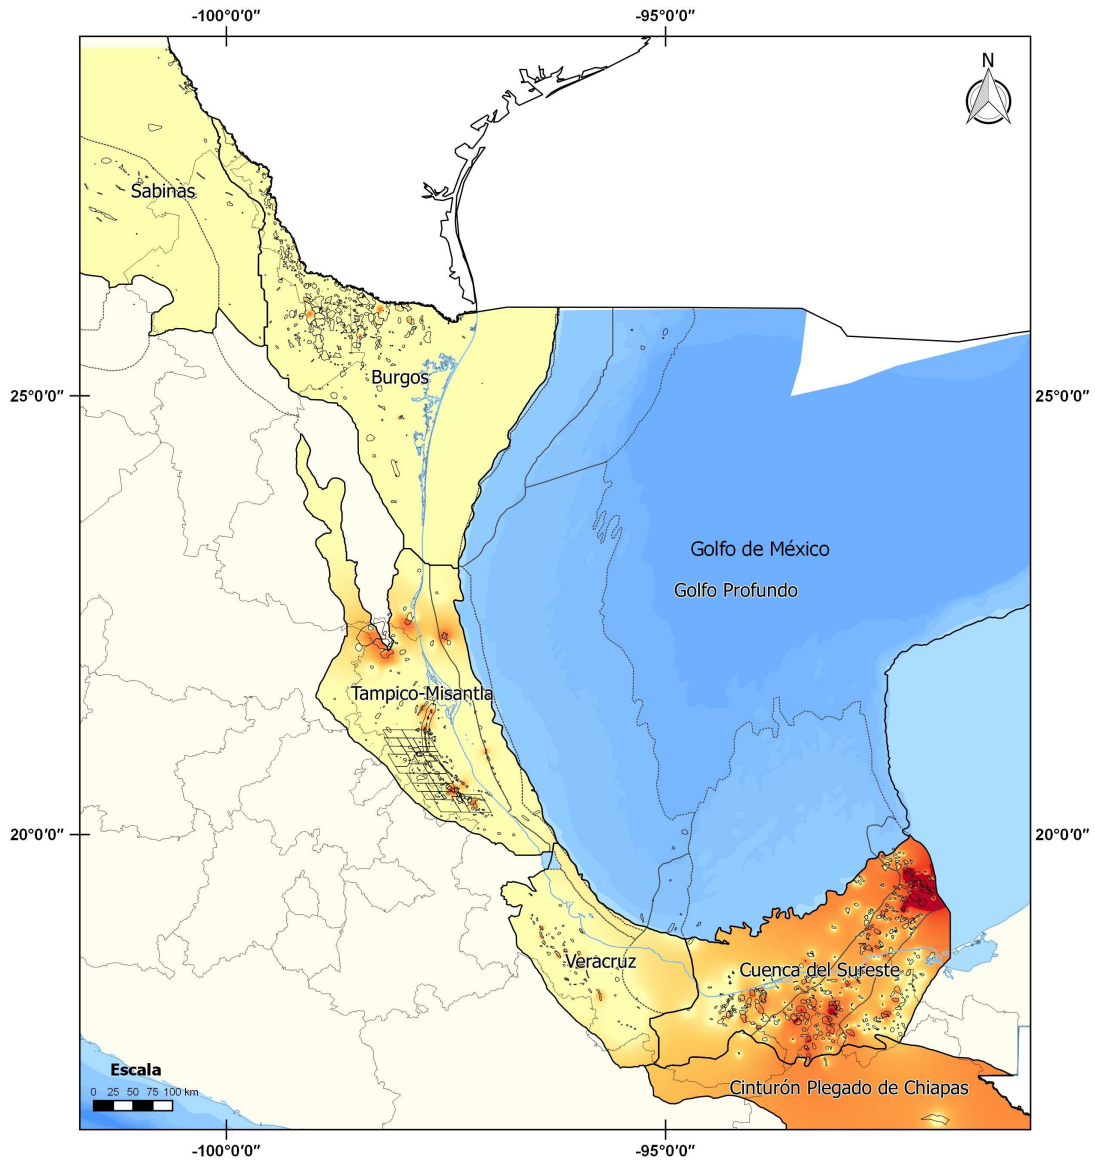 -100°0'0″
-95°0'0″
N
Sabinas
Burgos
25°0'0″
25°0'0″
Golfo de México
Golfo Profundo
Tampico-Misantla
20°0'0″
20°0'0″
Veracruz
Cuenca del Sureste
Escala
0 25 50 75 100 km
Cinturón Plegado de Chiapas
-100°0'0″
-95°0'0″